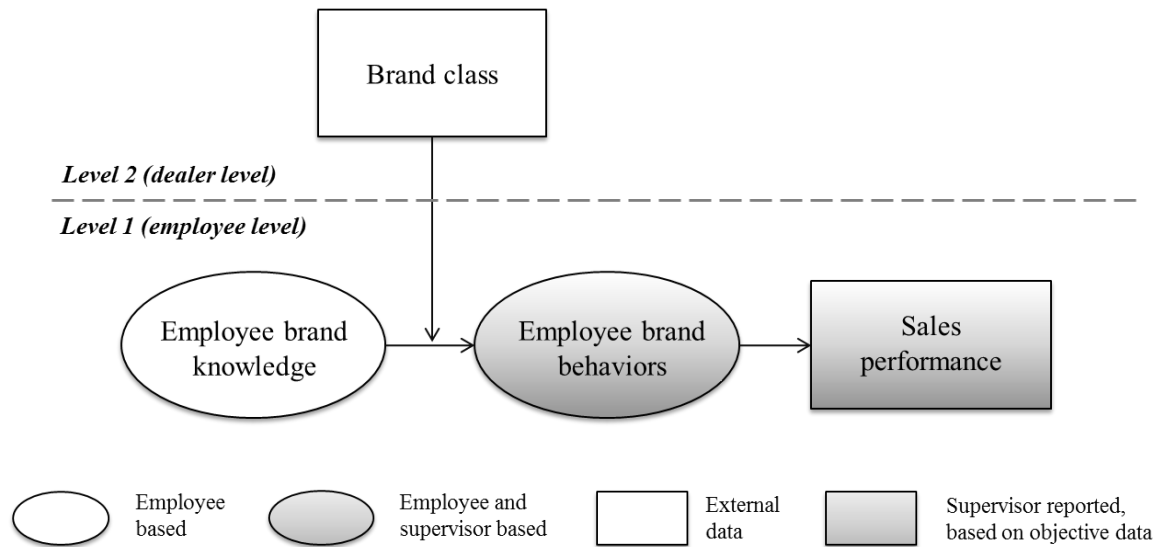 Brand class
Level 2 (dealer level)
Level 1 (employee level)
Employee brand
knowledge
Employee brand
behaviors
Sales
performance
Employee
based
Employee and
supervisor based
External
data
Supervisor reported,
based on objective data